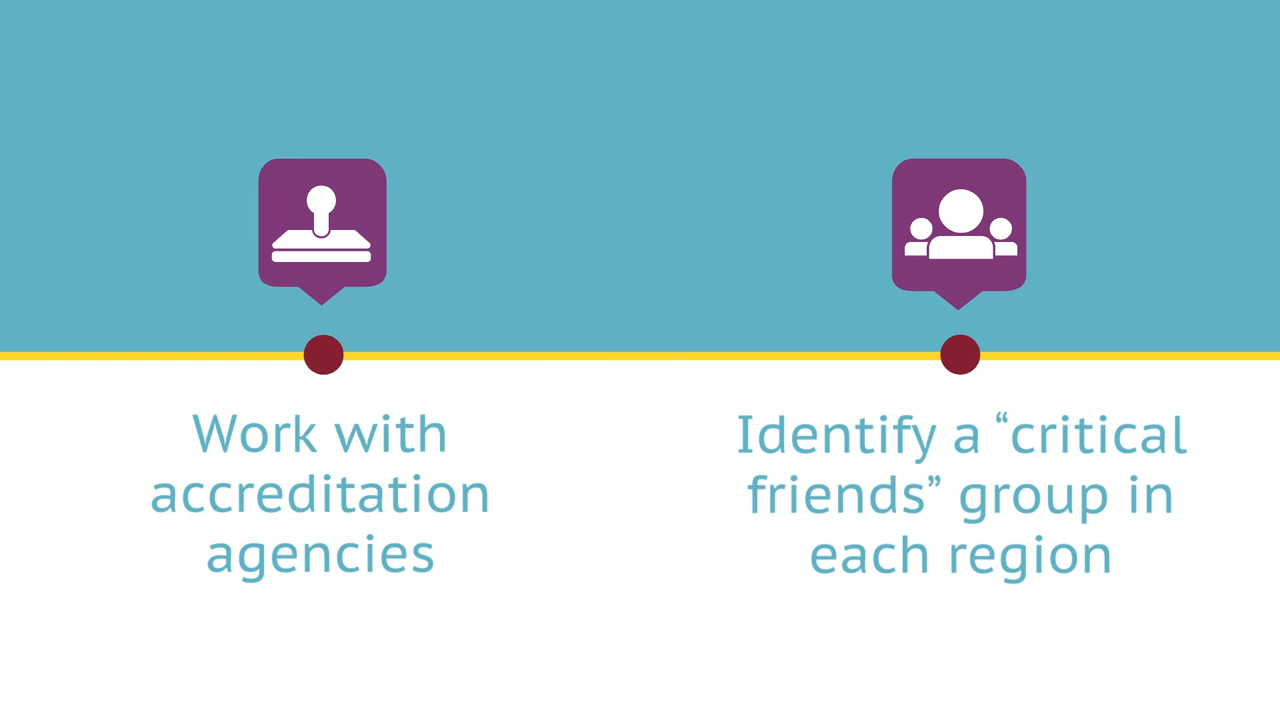 Work with
accreditation
agencies
Identify a “critical
friends” group in
each region